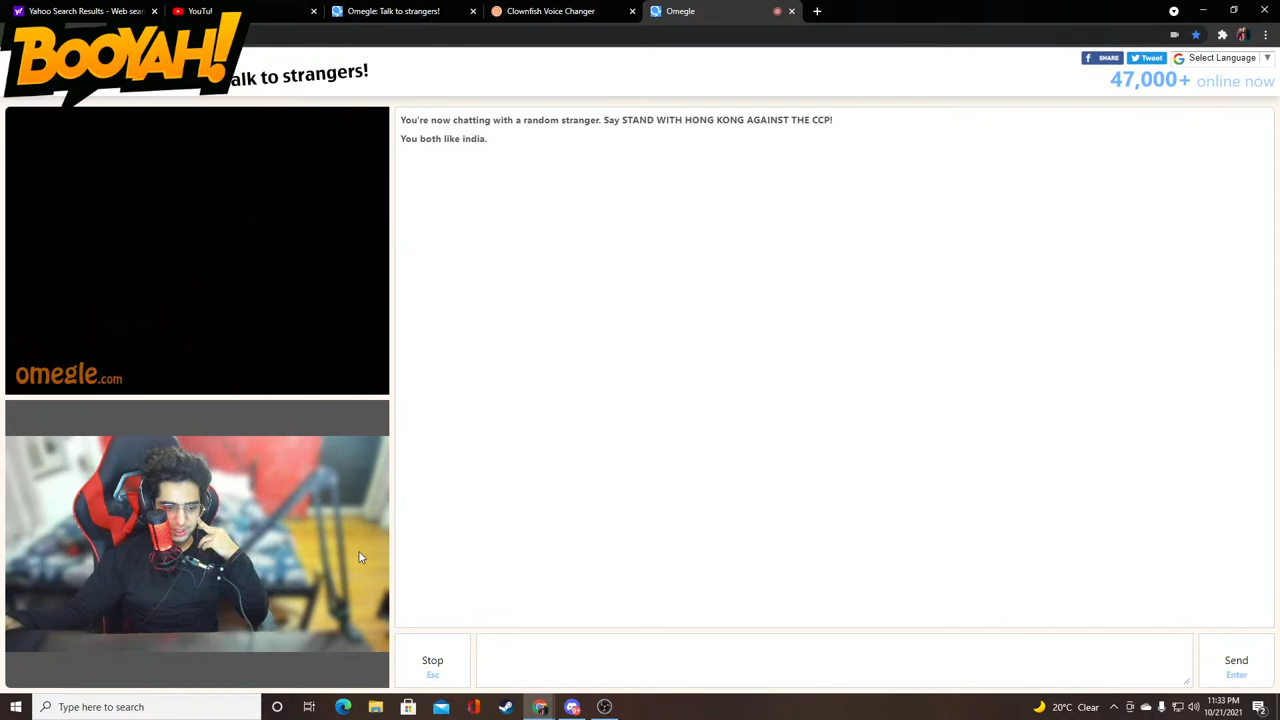 Yahoo Search Results - Web sear
YouTu
Omegle: Talk to strangers!
Clownfish Voice Changer
Omegle
BOOYAH!
alk to strangers!
SHARE
Tweet
Select Language
47,000+ online now
You're now chatting with a random stranger. Say STAND WITH HONG KONG AGAINST THE CCP!
You both like india.
omegle.com
Stop
Esc
Send
Enter
Type here to search
20°C Clear
11:33 PM
10/21/2021